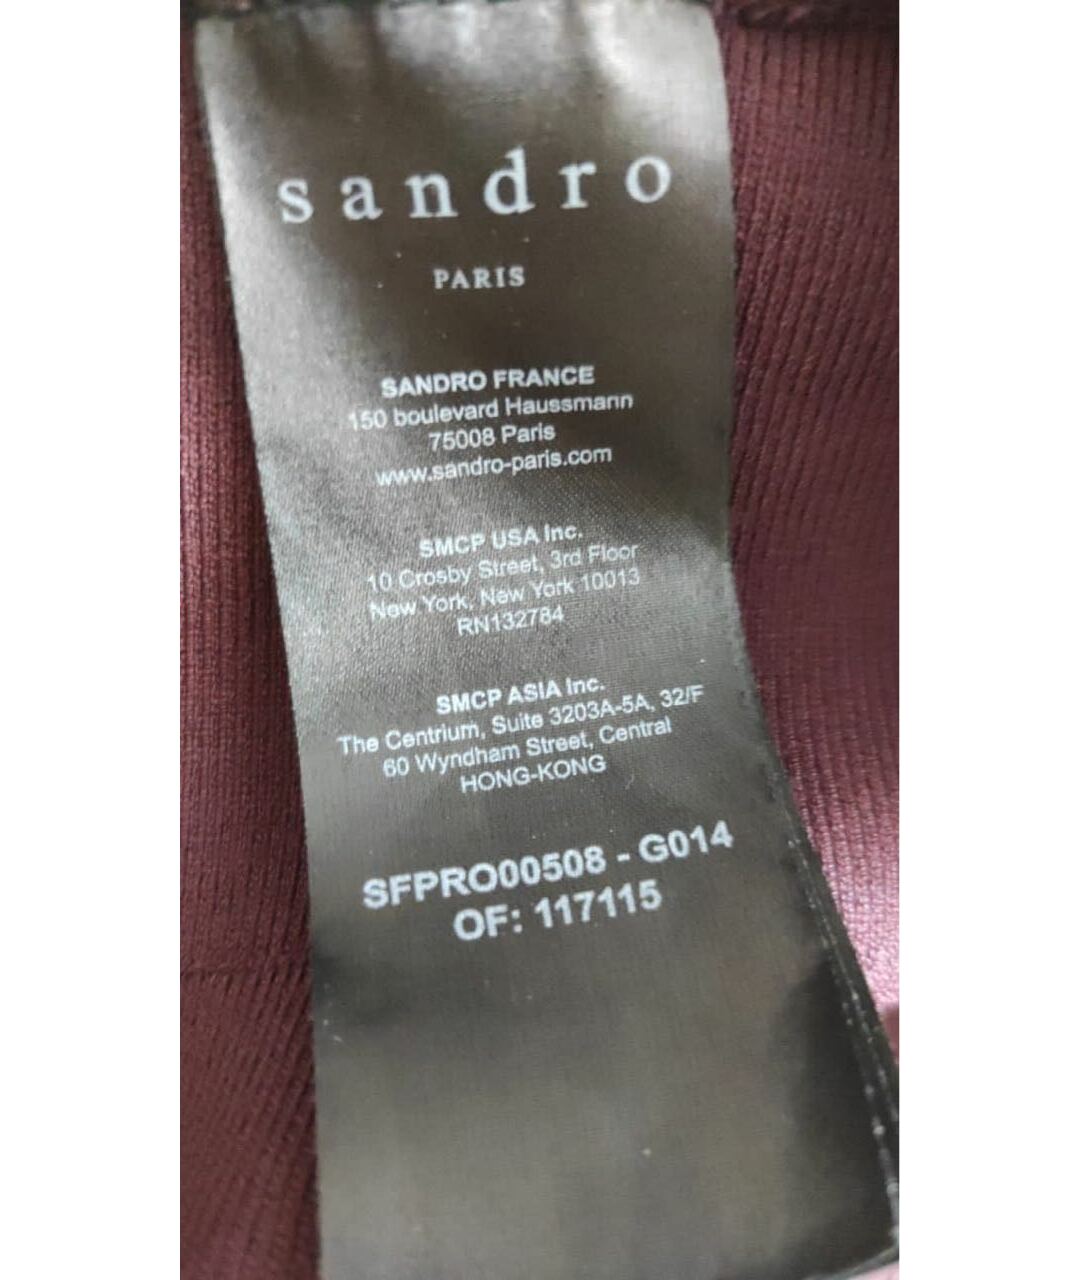 sandro
PARIS
SANDRO FRANCE
150 boulevard Haussmann
75008 Paris
www.sandro-paris.com
SMCP USA Inc.
10 Crosby Street, 3rd Floor
New York, New York 10013
RN132784
SMCP ASIA Inc.
The Centrium, Suite 3203A-5A, 32/F
60 Wyndham Street, Central
HONG-KONG
SFPRO00508 - G014
OF: 117115